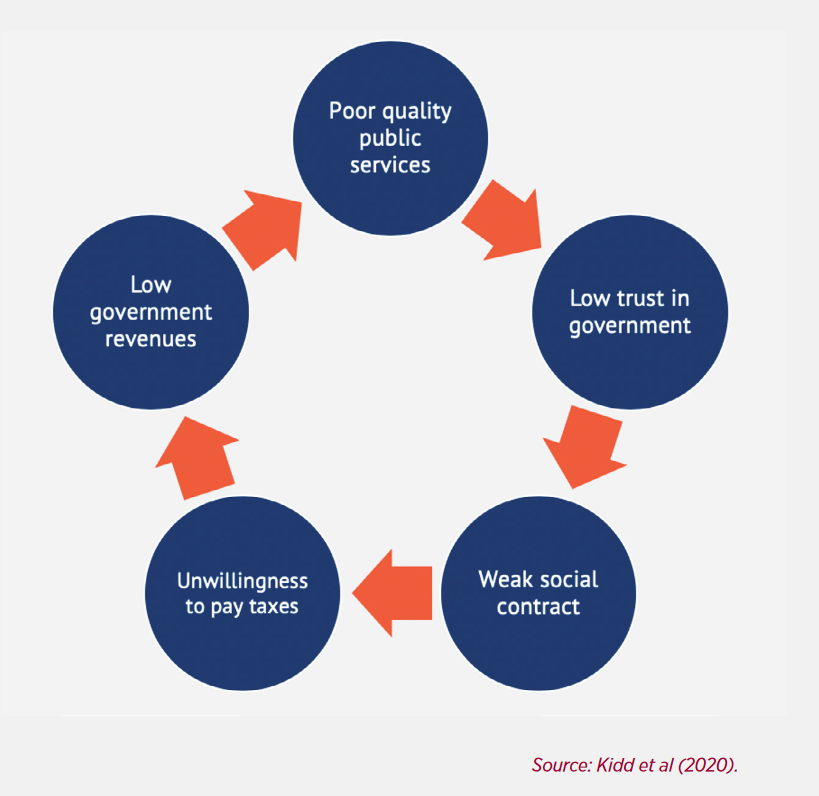 Poor quality
public
services
Low trust in
government
Weak social
contract
Unwillingness
to pay taxes
Low
government
revenues
Source: Kidd et al (2020).